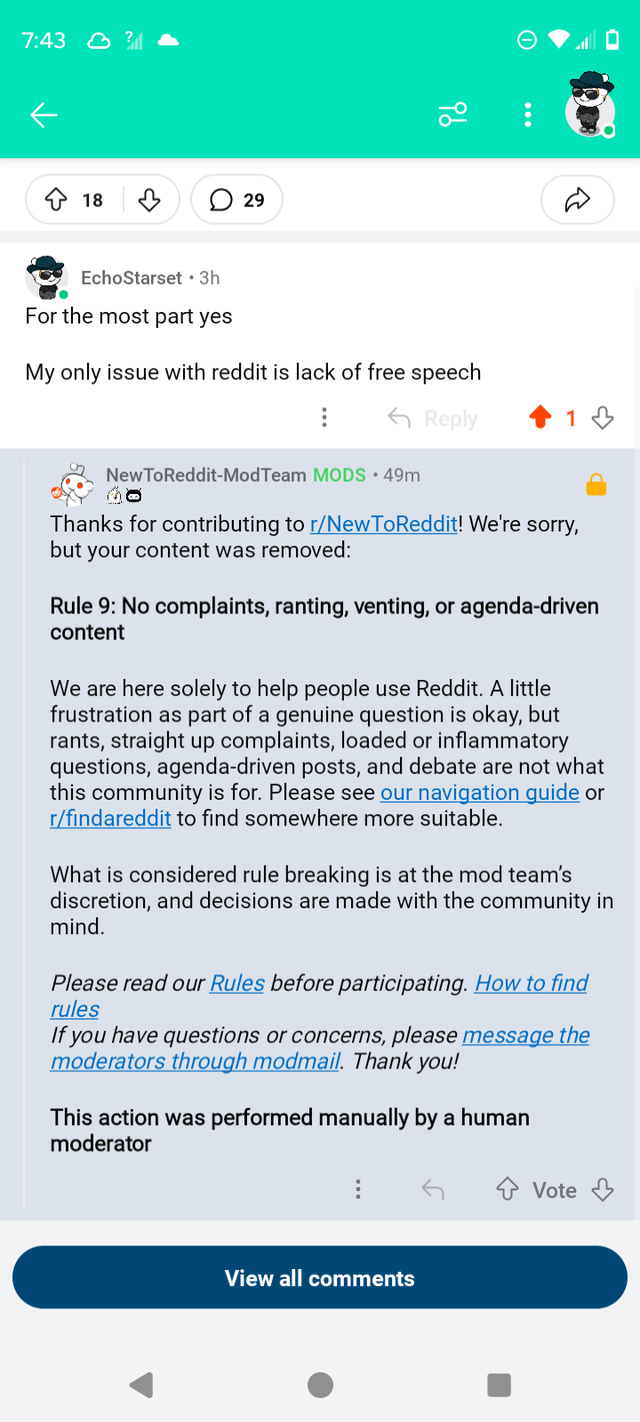 7:43
18
29
EchoStarset • 3h
For the most part yes
My only issue with reddit is lack of free speech
Reply
1
NewToReddit-ModTeam MODS • 49m
Thanks for contributing to r/NewToReddit! We're sorry,
but your content was removed:
Rule 9: No complaints, ranting, venting, or agenda-driven
content
We are here solely to help people use Reddit. A little
frustration as part of a genuine question is okay, but
rants, straight up complaints, loaded or inflammatory
questions, agenda-driven posts, and debate are not what
this community is for. Please see our navigation guide or
r/findareddit to find somewhere more suitable.
What is considered rule breaking is at the mod team’s
discretion, and decisions are made with the community in
mind.
Please read our Rules before participating. How to find
rules
If you have questions or concerns, please message the
moderators through modmail. Thank you!
This action was performed manually by a human
moderator
Vote
View all comments